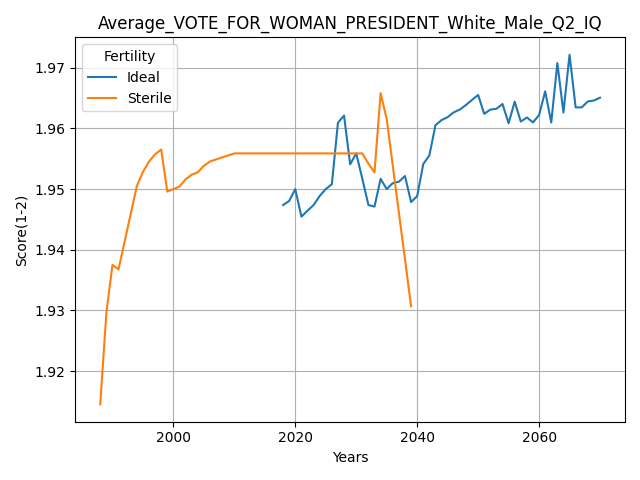 Average_VOTE_FOR_WOMAN_PRESIDENT_White_Male_Q2_IQ
Fertility
Ideal
Sterile
Score(1-2)
1.97
1.96
1.95
1.94
1.93
1.92
2000 2020 2040 2060
Years